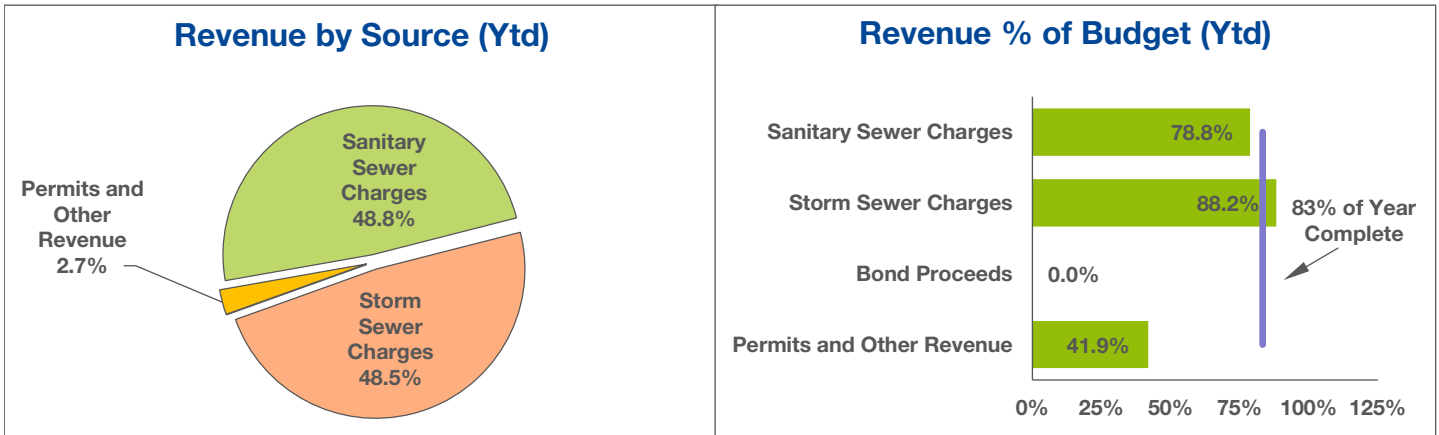 Revenue by Source (Ytd)
Sanitary
Sewer
Charges
48.8%
Permits and
Other
Revenue
2.7%
Storm
Sewer
Charges
48.5%
Revenue % of Budget (Ytd)
Sanitary Sewer Charges
78.8%
Storm Sewer Charges
88.2%
83% of Year
Complete
Bond Proceeds
0.0%
Permits and Other Revenue
41.9%
0% 25% 50% 75% 100% 125%